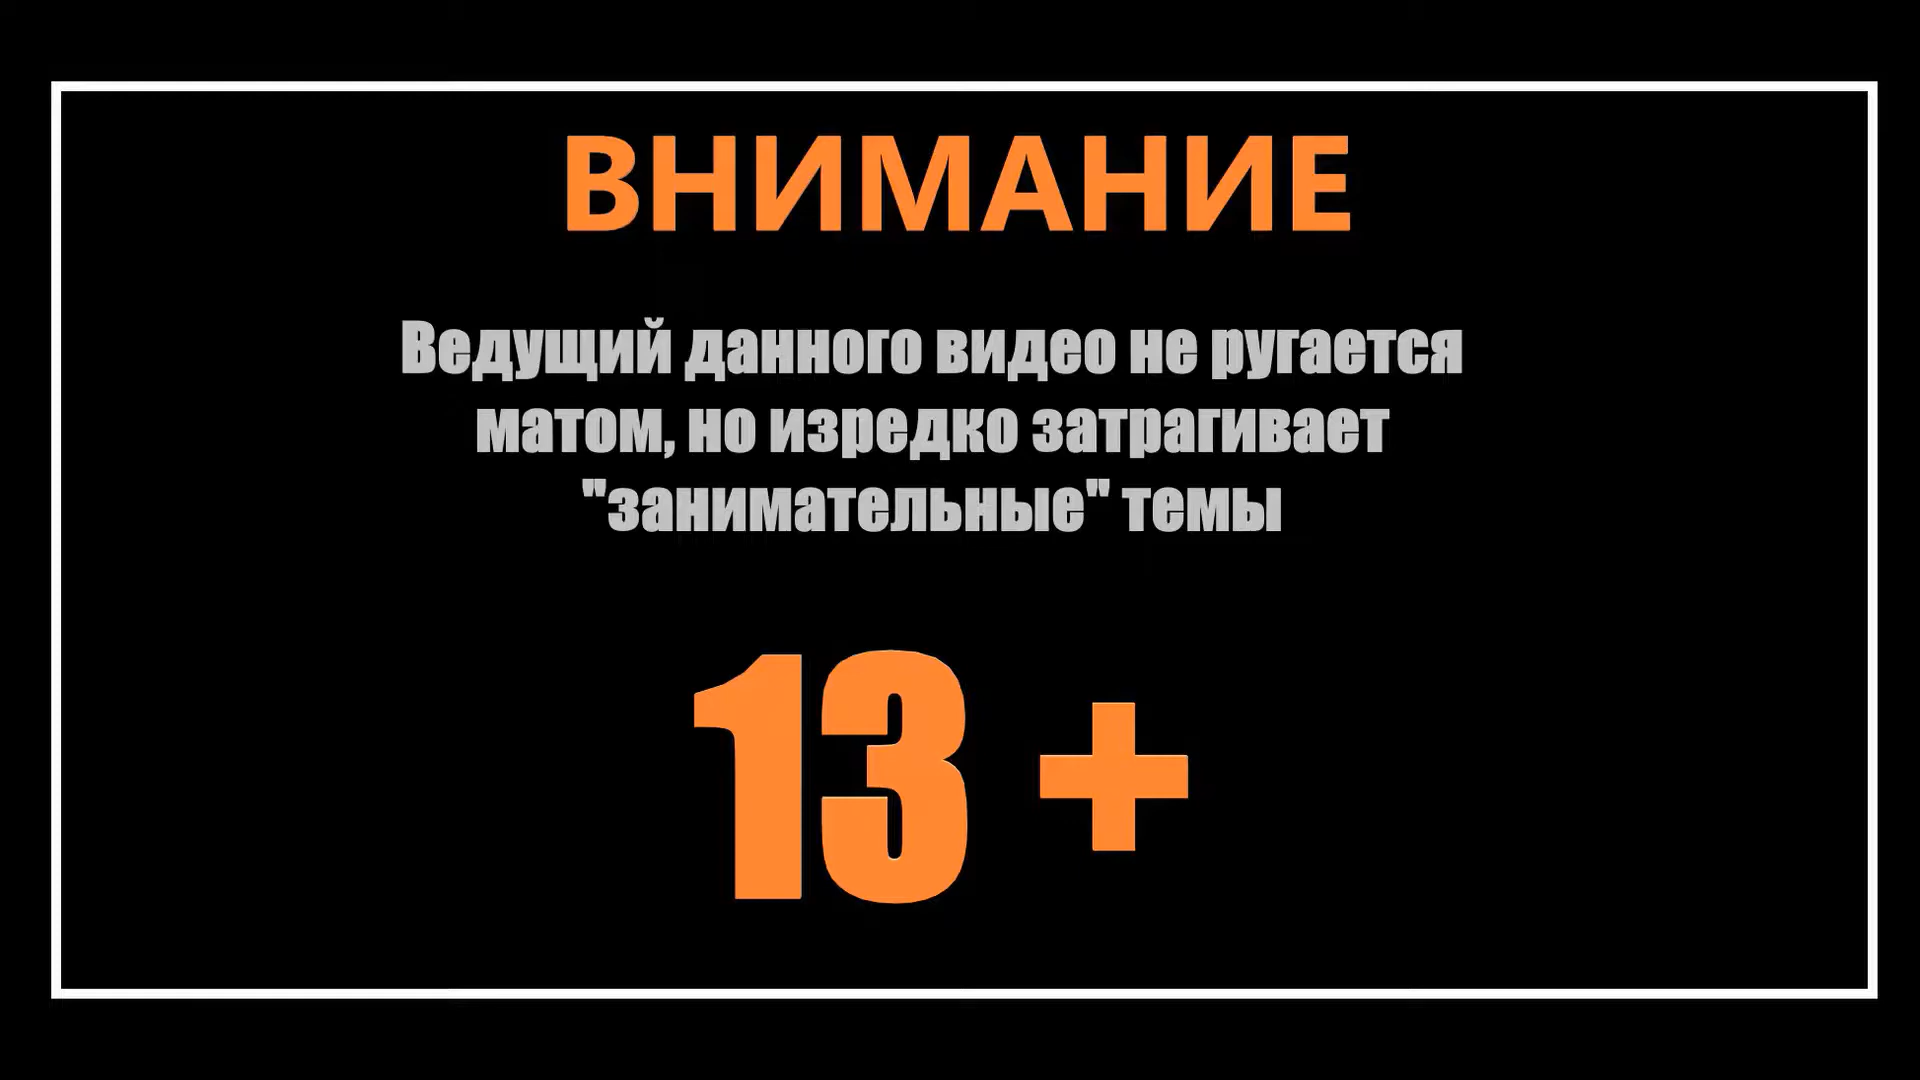 ВНИМАНИЕ
Ведущий данного видео не ругается
матом, но изредко затрагивает
"занимательные" темы
13 +